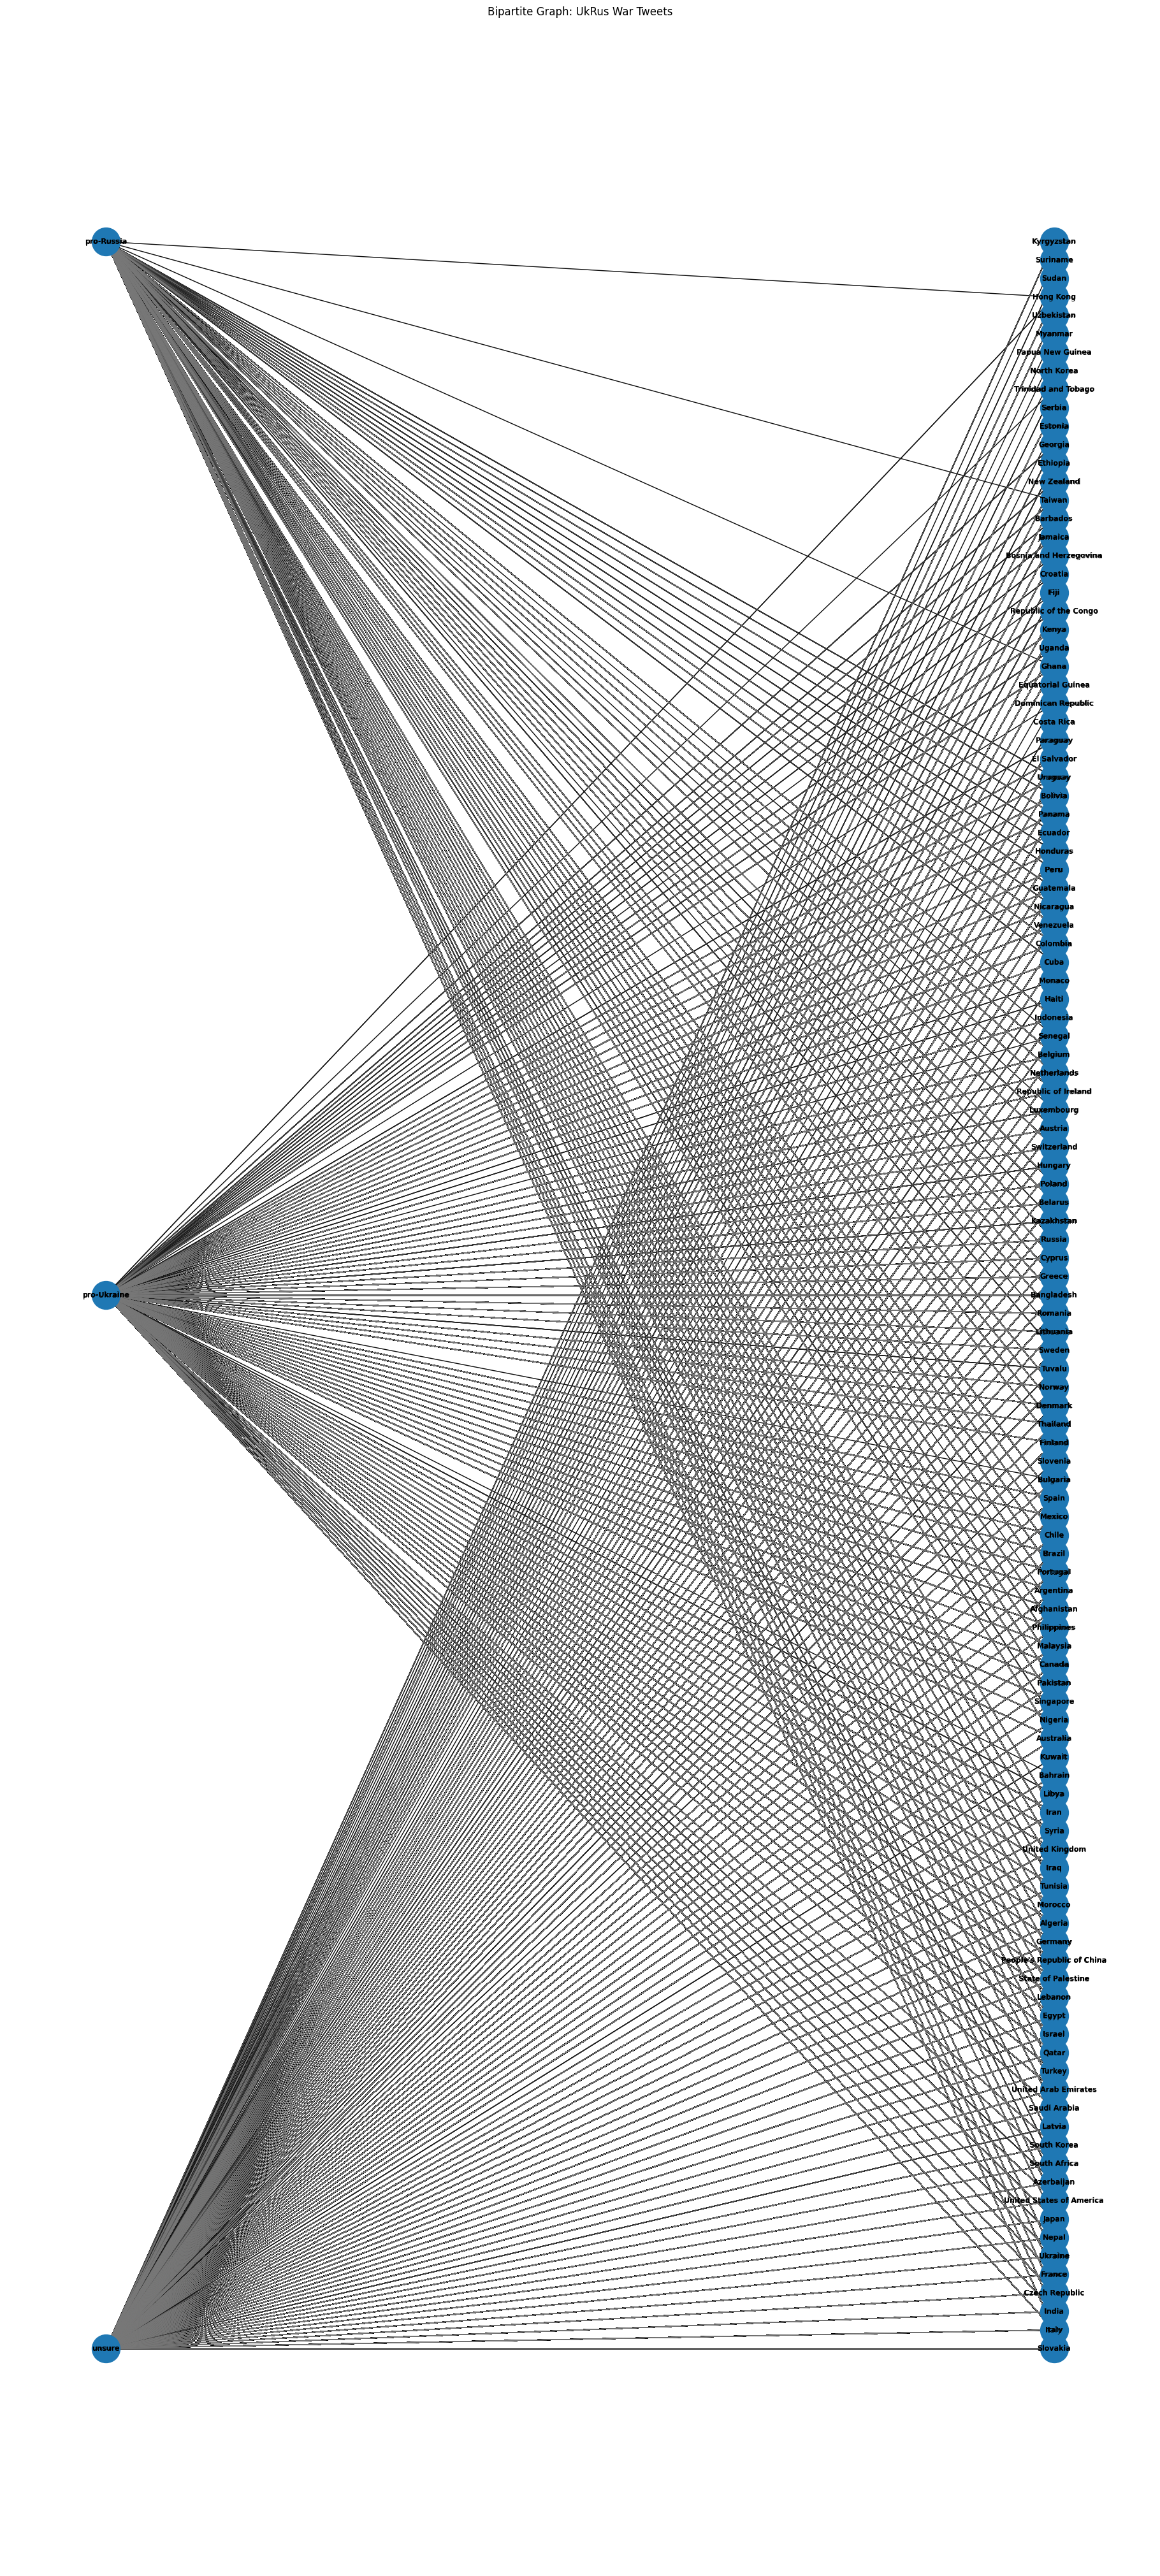 Bipartite Graph: UkRus War Tweets
pro-Russia
pro-Ukraine
unsure
Kyrgyzstan
Suriname
Sudan
Hong Kong
Uzbekistan
Myanmar
Papua New Guinea
North Korea
Trinidad and Tobago
Serbia
Estonia
Georgia
Ethiopia
New Zealand
Taiwan
Barbados
Jamaica
Bosnia and Herzegovina
Croatia
Fiji
Republic of the Congo
Kenya
Uganda
Ghana
Equatorial Guinea
Dominican Republic
Costa Rica
Paraguay
El Salvador
Uruguay
Bolivia
Panama
Ecuador
Honduras
Peru
Guatemala
Nicaragua
Venezuela
Colombia
Cuba
Monaco
Haiti
Indonesia
Senegal
Belgium
Netherlands
Republic of Ireland
Luxembourg
Austria
Switzerland
Hungary
Poland
Belarus
Kazakhstan
Russia
Cyprus
Greece
Bangladesh
Romania
Lithuania
Sweden
Tuvalu
Norway
Denmark
Thailand
Finland
Slovenia
Bulgaria
Spain
Mexico
Chile
Brazil
Portugal
Argentina
Afghanistan
Philippines
Malaysia
Canada
Pakistan
Singapore
Nigeria
Australia
Kuwait
Bahrain
Libya
Iran
Syria
United Kingdom
Iraq
Tunisia
Morocco
Algeria
Germany
People's Republic of China
State of Palestine
Lebanon
Egypt
Israel
Qatar
Turkey
United Arab Emirates
Saudi Arabia
Latvia
South Korea
South Africa
Azerbaijan
United States of America
Japan
Nepal
Ukraine
France
Czech Republic
India
Italy
Slovakia